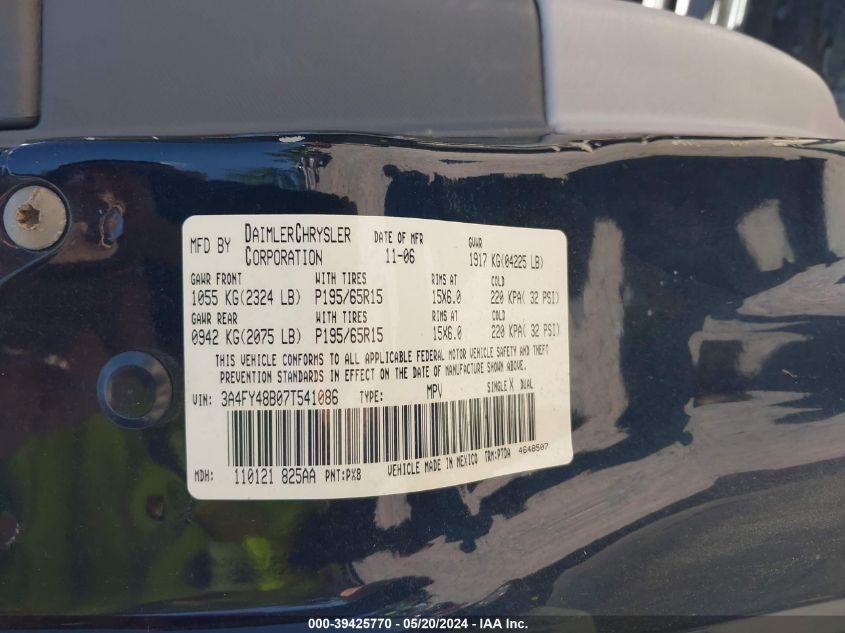 MFD BY DAIMLERCHRYSLER CORPORATION DATE OF MFR 11-06 GVWR 1917 KG(04225 LB)
GAWR FRONT WITH TIRES RIMS AT COLD
1055 KG(2324 LB) P195/65R15 15X6.0 220 KPA( 32 PSI)
GAWR REAR WITH TIRES RIMS AT COLD
0942 KG(2075 LB) P195/65R15 15X6.0 220 KPA( 32 PSI)
THIS VEHICLE CONFORMS TO ALL APPLICABLE FEDERAL MOTOR VEHICLE SAFETY AND THEFT
PREVENTION STANDARDS IN EFFECT ON THE DATE OF MANUFACTURE SHOWN ABOVE.
VIN: 3A4FY48B07T541086 TYPE: MPV SINGLE X DUAL
MDH: 110121 825AA PNT:PX8 VEHICLE MADE IN MEXICO TRM:P7DA 4648507
000-39425770 - 05/20/2024 - IAA Inc.